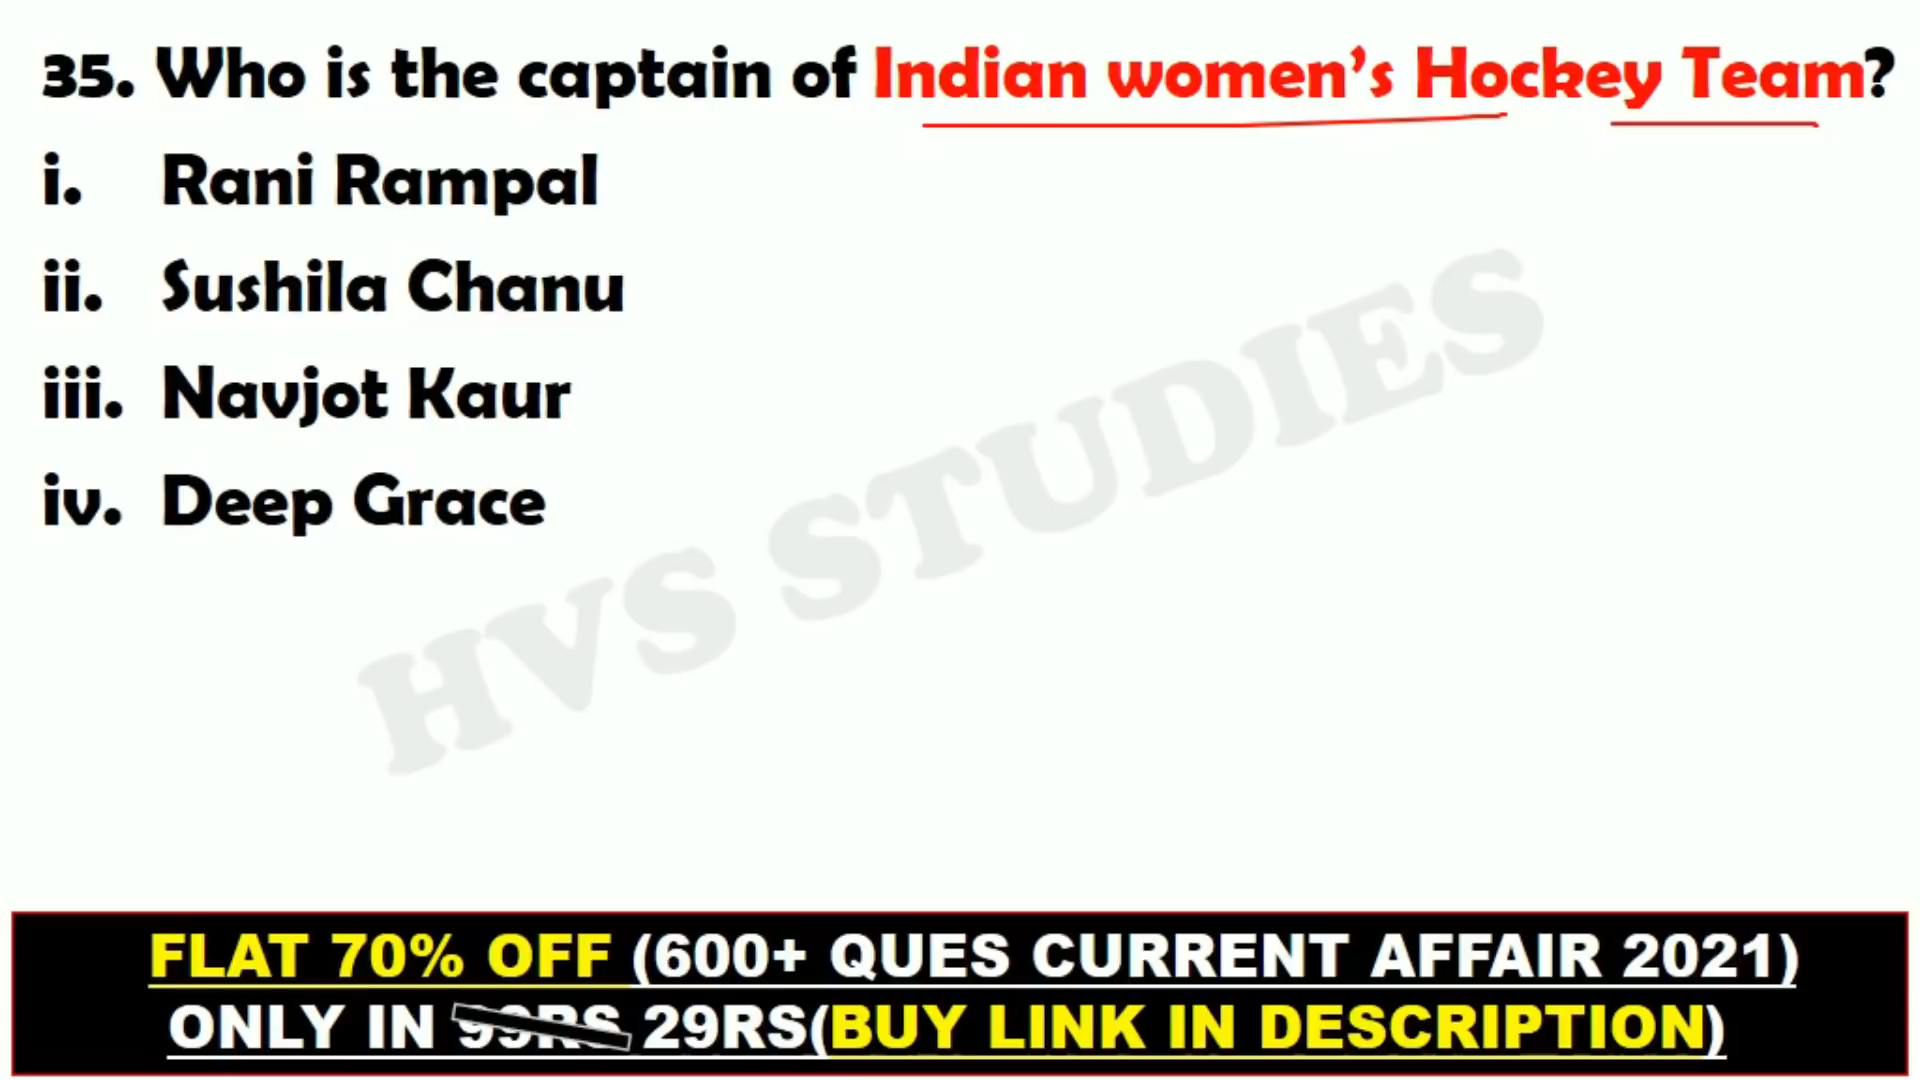 35. Who is the captain of Indian women's Hockey Team?
i. Rani Rampal
ii. Sushila Chanu
iii. Navjot Kaur
iv. Deep Grace
HVS STUDIES
FLAT 70% OFF (600+ QUES CURRENT AFFAIR 2021)
ONLY IN 99RS 29RS(BUY LINK IN DESCRIPTION)